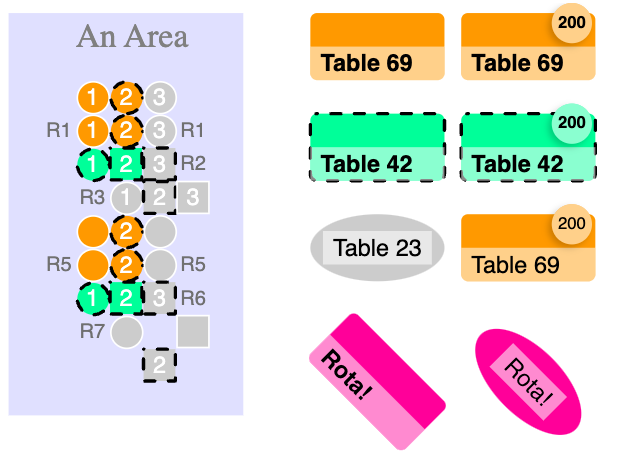 An Area
1 2 3
R1 1 2 3 R1
1 2 3 R2
R3 1 2 3
2
R5 2 R5
1 2 3 R6
R7
2
Table 69
200
Table 69
Table 42
200
Table 42
Table 23
200
Table 69
Rota!
Rota!